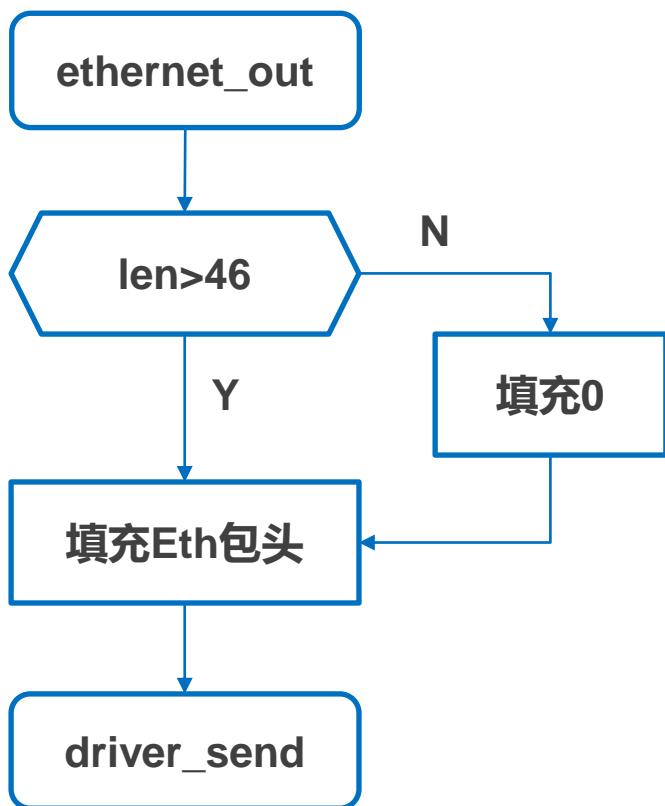 ethernet_out
len>46
N
Y
填充0
填充Eth包头
driver_send